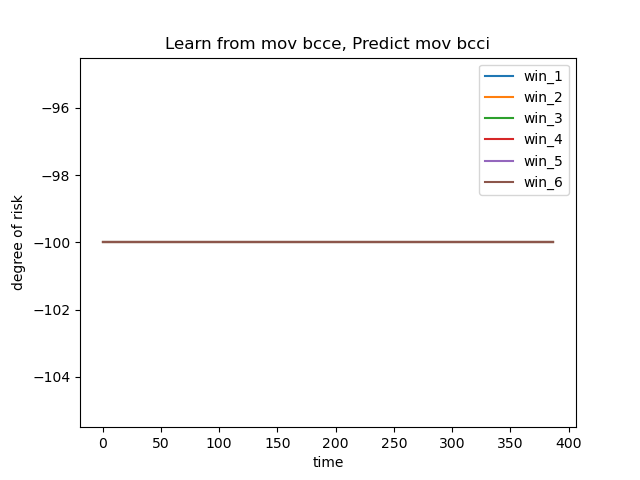 Learn from mov bcce, Predict mov bcci
win_1
win_2
win_3
win_4
win_5
win_6
−96
−98
−100
−102
−104
degree of risk
0 50 100 150 200 250 300 350 400
time